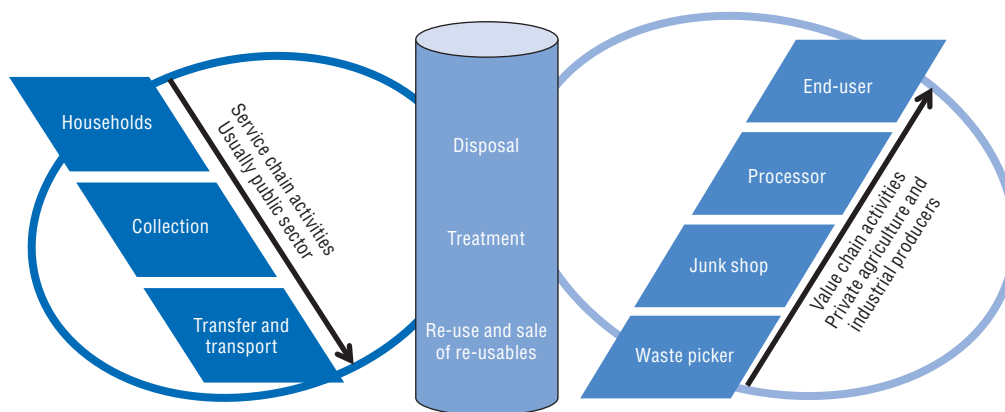 Households
Collection
Transfer and
transport
Service chain activities
Usually public sector
Disposal
Treatment
Re-use and sale
of re-usables
End-user
Processor
Junk shop
Waste picker
Value chain activities
Private agriculture and
industrial producers